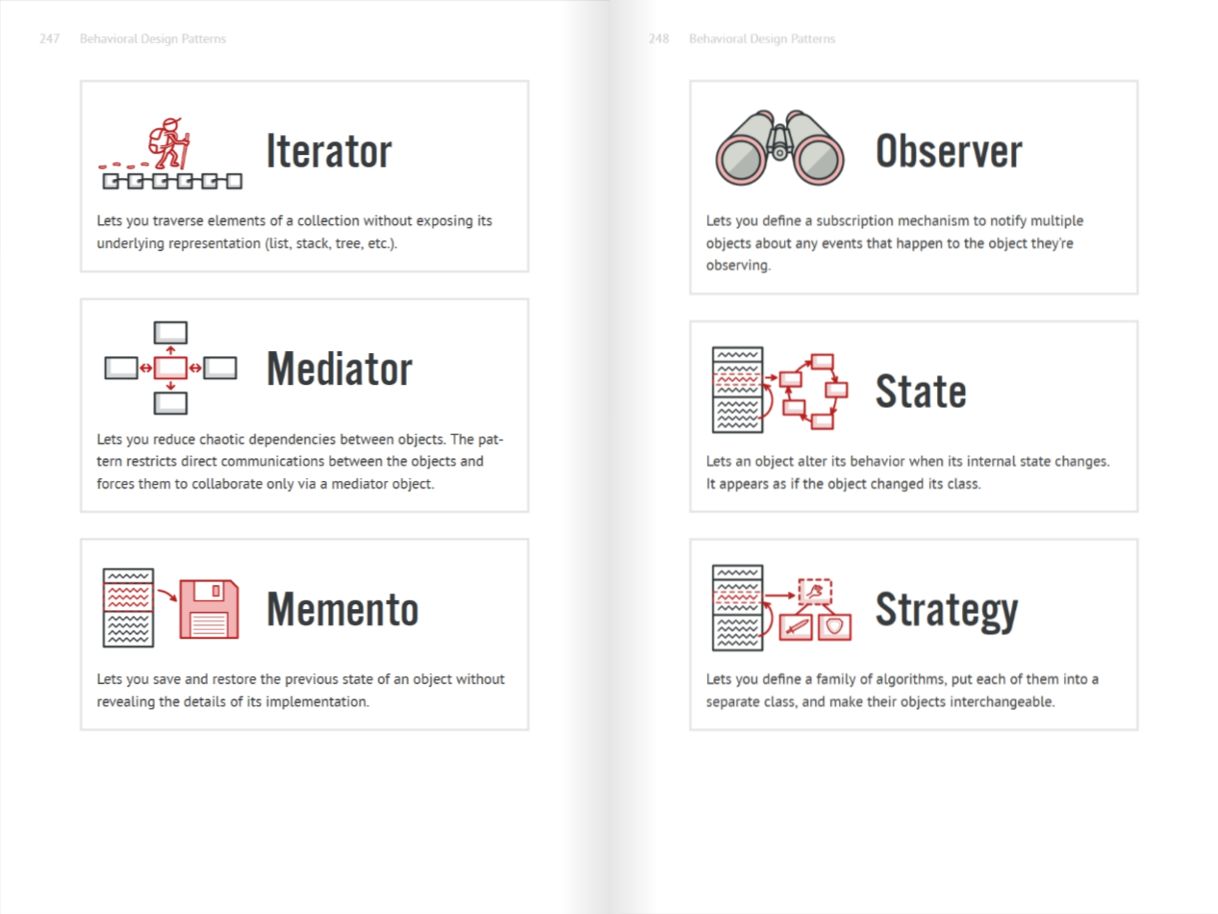 247 Behavioral Design Patterns
Iterator
Lets you traverse elements of a collection without exposing its
underlying representation (list, stack, tree, etc.).
Mediator
Lets you reduce chaotic dependencies between objects. The pat-
tern restricts direct communications between the objects and
forces them to collaborate only via a mediator object.
Memento
Lets you save and restore the previous state of an object without
revealing the details of its implementation.
248 Behavioral Design Patterns
Observer
Lets you define a subscription mechanism to notify multiple
objects about any events that happen to the object they're
observing.
State
Lets an object alter its behavior when its internal state changes.
It appears as if the object changed its class.
Strategy
Lets you define a family of algorithms, put each of them into a
separate class, and make their objects interchangeable.